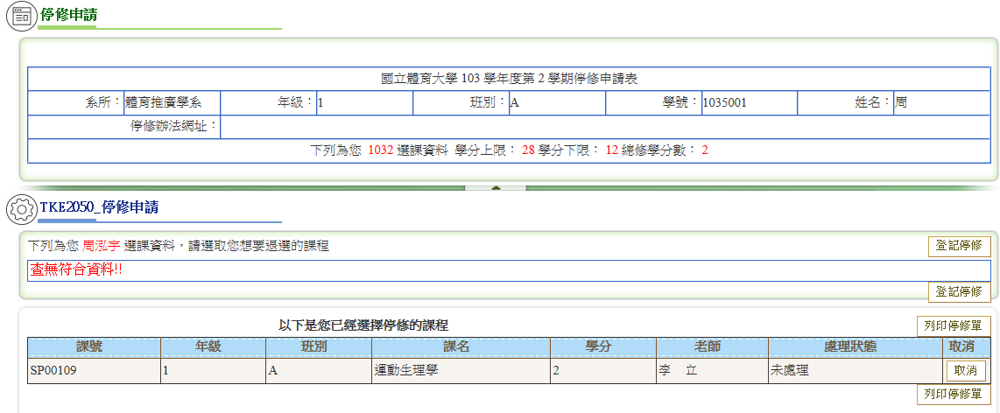 停修申請
國立體育大學 103 學年度第 2 學期停修申請表
系所： 體育推廣學系 年級： 1 班別： A 學號： 1035001 姓名： 周
停修辦法網址：
下列為您 1032 選課資料 學分上限： 28 學分下限： 12 總修學分數： 2
TKE2050_停修申請
下列為您 周泓宇 選課資料，請選取您想要退選的課程 登記停修
查無符合資料!!
登記停修
以下是您已經選擇停修的課程 列印停修單
課號 年級 班別 課名 學分 老師 處理狀態 取消
SP00109 1 A 運動生理學 2 李 立 未處理 取消
列印停修單